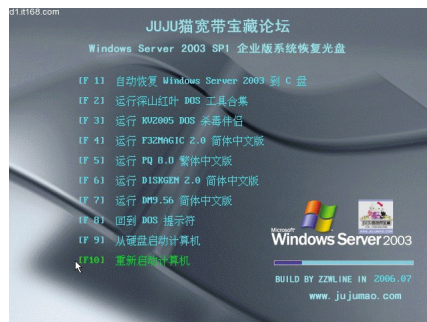 d1.it168.com
JUJU猫宽带宝藏论坛
Windows Server 2003 SP1 企业版系统恢复光盘
[F 1] 自动恢复 Windows Server 2003 到 C 盘
[F 2] 运行深山红叶 DOS 工具合集
[F 3] 运行 KV2005 DOS 杀毒伴侣
[F 4] 运行 F32MAGIC 2.0 简体中文版
[F 5] 运行 PQ 8.0 繁体中文版
[F 6] 运行 DISKGEN 2.0 简体中文版
[F 7] 运行 DM9.56 简体中文版
[F 8] 回到 DOS 提示符
[F 9] 从硬盘启动计算机
[F10] 重新启动计算机
Microsoft
Windows Server 2003
BUILD BY ZZWLINE IN 2006.07
www.jujumao.com